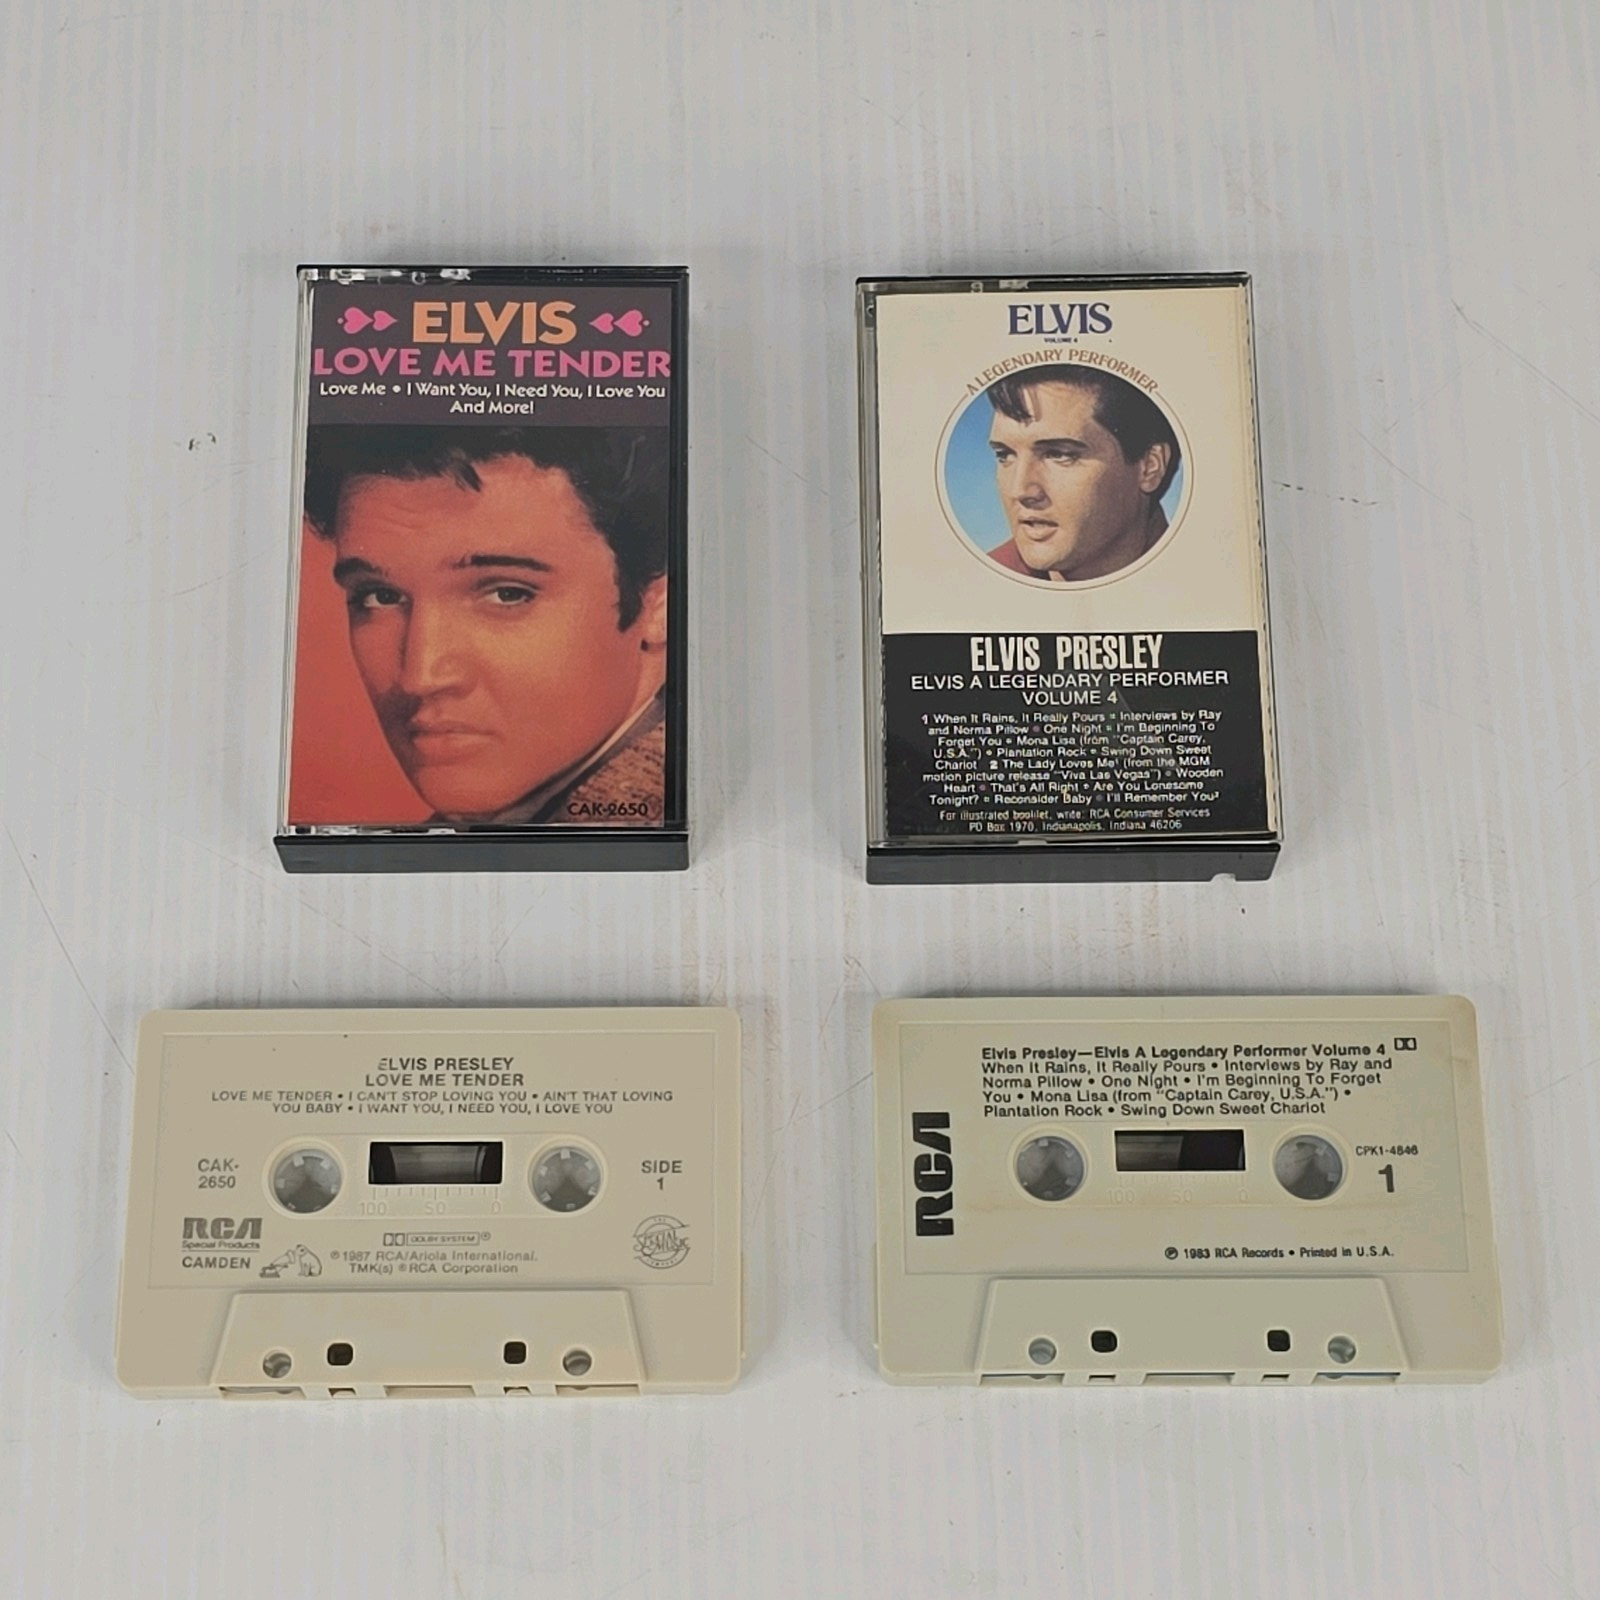 ELVIS
LOVE ME TENDER
Love Me • I Want You, I Need You, I Love You
And More!
CAK-2650
ELVIS
VOLUME 4
A LEGENDARY PERFORMER
ELVIS PRESLEY
ELVIS A LEGENDARY PERFORMER
VOLUME 4
1 When It Rains, It Really Pours • Interviews by Ray
and Norma Pillow • One Night • I'm Beginning To
Forget You • Mona Lisa (from "Captain Carey,
U.S.A.") • Plantation Rock • Swing Down Sweet
Chariot 2 The Lady Loves Me¹ (from the MGM
motion picture release "Viva Las Vegas") • Wooden
Heart • That's All Right • Are You Lonesome
Tonight? • Reconsider Baby • I'll Remember You²
For illustrated booklet, write: RCA Consumer Services
PO Box 1970, Indianapolis, Indiana 46206
ELVIS PRESLEY
LOVE ME TENDER
LOVE ME TENDER • I CAN'T STOP LOVING YOU • AIN'T THAT LOVING
YOU BABY • I WANT YOU, I NEED YOU, I LOVE YOU
CAK-
2650
SIDE
1
100 50 0
RCA
Special Products
CAMDEN
DOLBY SYSTEM ®
℗ 1987 RCA/Ariola International.
TMK(s) ® RCA Corporation
THE
SPECIAL
MUSIC
COMPANY
Elvis Presley—Elvis A Legendary Performer Volume 4
When It Rains, It Really Pours • Interviews by Ray and
Norma Pillow • One Night • I'm Beginning To Forget
You • Mona Lisa (from "Captain Carey, U.S.A.") •
Plantation Rock • Swing Down Sweet Chariot
RCA
CPK1-4848
1
100 50 0
℗ 1983 RCA Records • Printed in U.S.A.